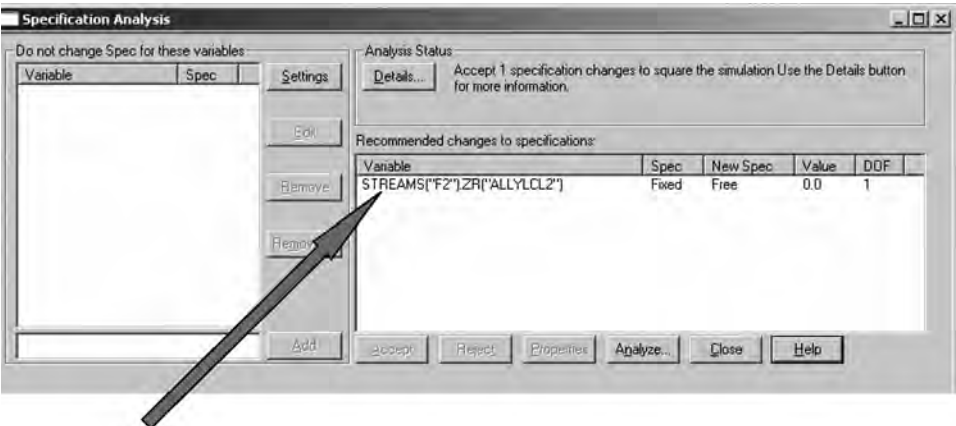 Specification Analysis
Do not change Spec for these variables
Variable Spec
Settings
Edit
Remove
Add
Analysis Status
Details...
Accept 1 specification changes to square the simulation Use the Details button
for more information.
Recommended changes to specifications:
Variable Spec New Spec Value DOF
STREAMS("F2").ZR("ALLYLCL2") Fixed Free 0.0 1
Accept Reject Properties Analyze... Close Help